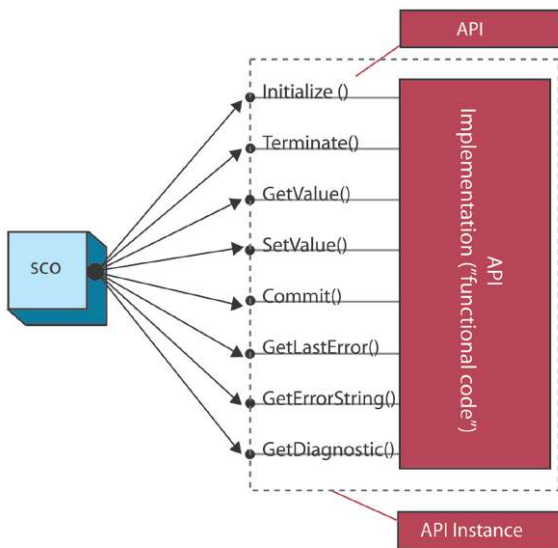 API
Initialize ()
Terminate()
GetValue()
SetValue()
Commit()
GetLastError()
GetErrorString()
GetDiagnostic()
SCO
API
Implementation ("functional code")
API Instance